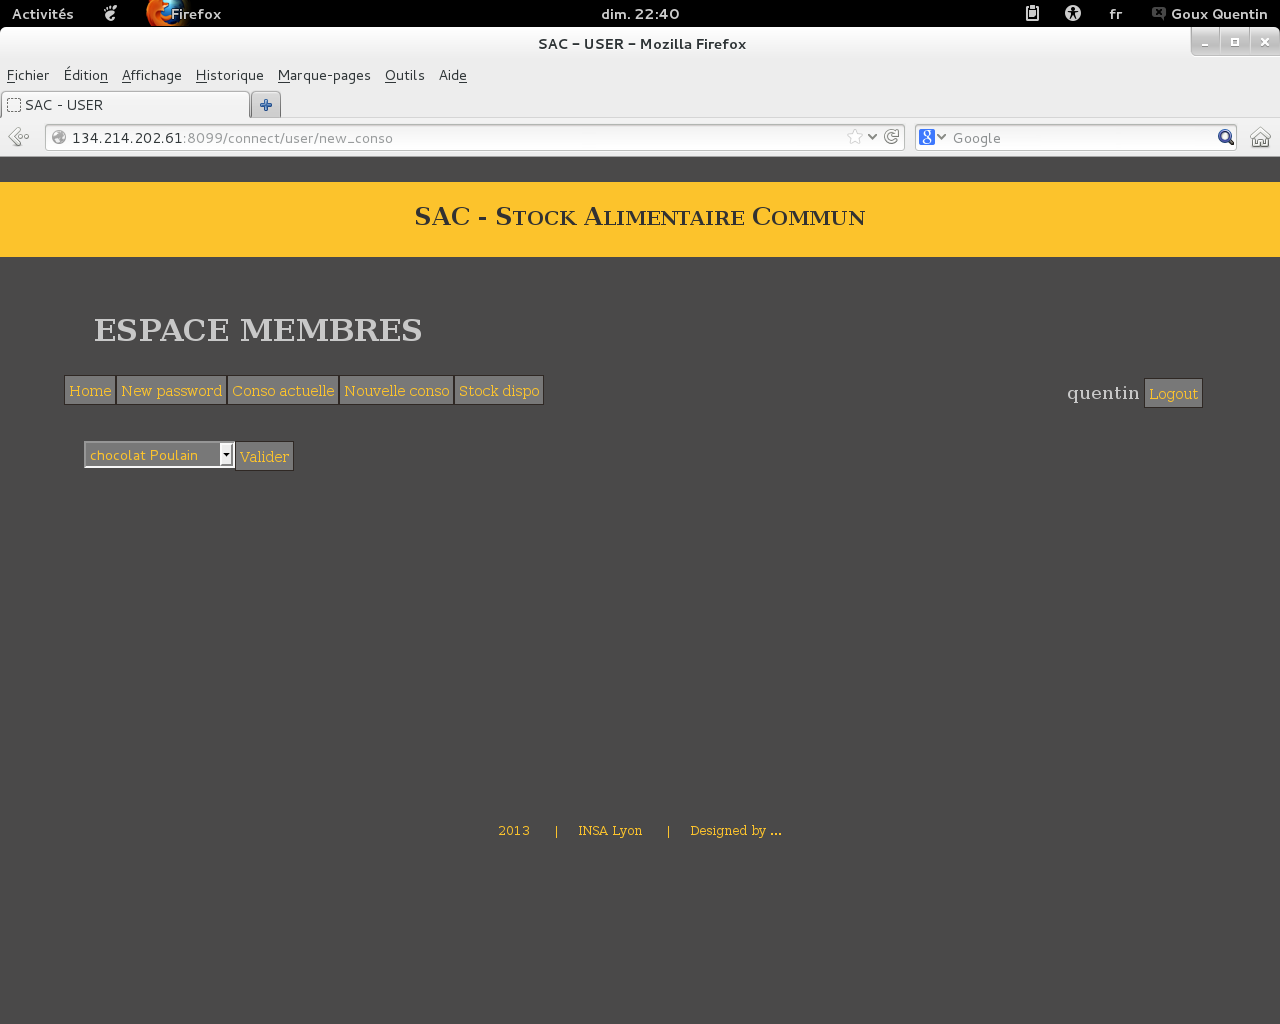 Activités Firefox dim. 22:40 fr Goux Quentin
SAC - USER - Mozilla Firefox
Fichier Édition Affichage Historique Marque-pages Outils Aide
SAC - USER
134.214.202.61:8099/connect/user/new_conso Google
SAC - Stock Alimentaire Commun
ESPACE MEMBRES
Home New password Conso actuelle Nouvelle conso Stock dispo quentin Logout
chocolat Poulain Valider
2013 | INSA Lyon | Designed by ...